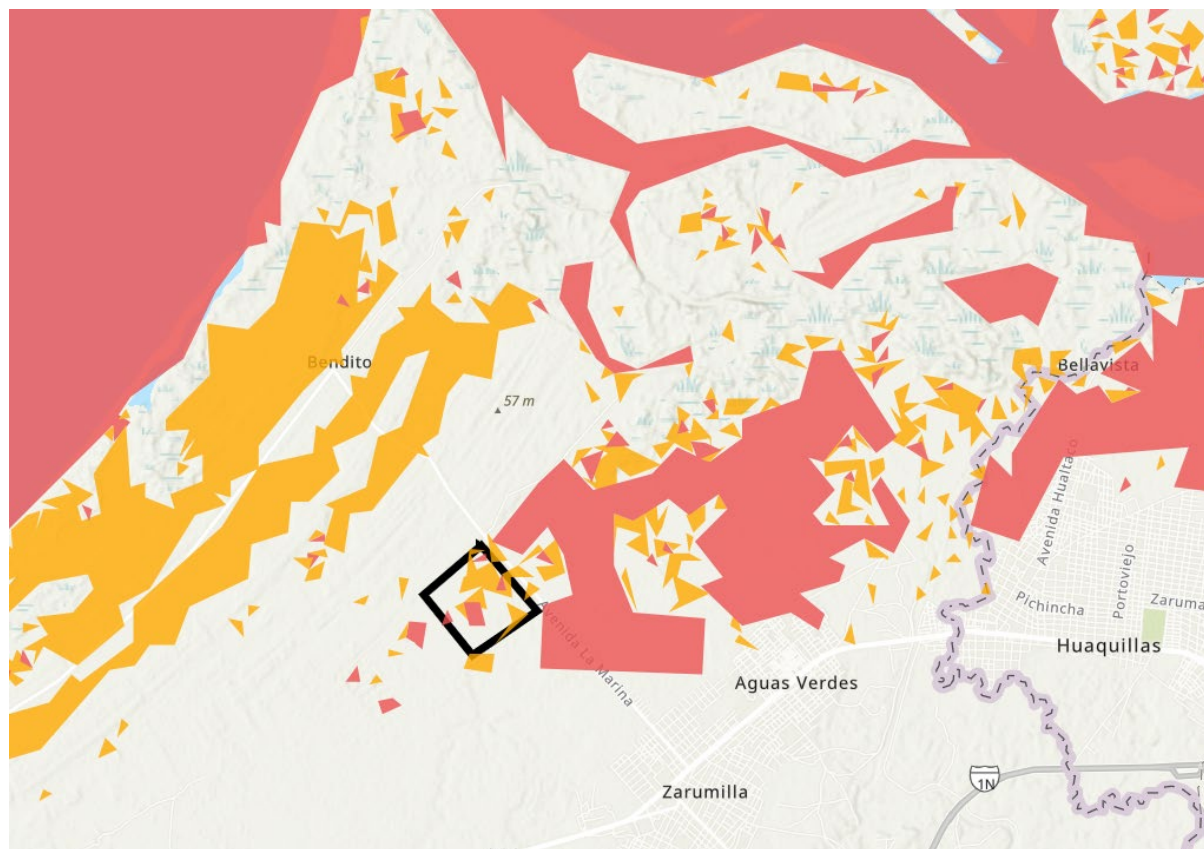 Bendito
Bellavista
57 m
Avenida Hualtaco
Portoviejo
Pichincha
Zaruma
Avenida La Marina
Huaquillas
Aguas Verdes
Zarumilla
1N